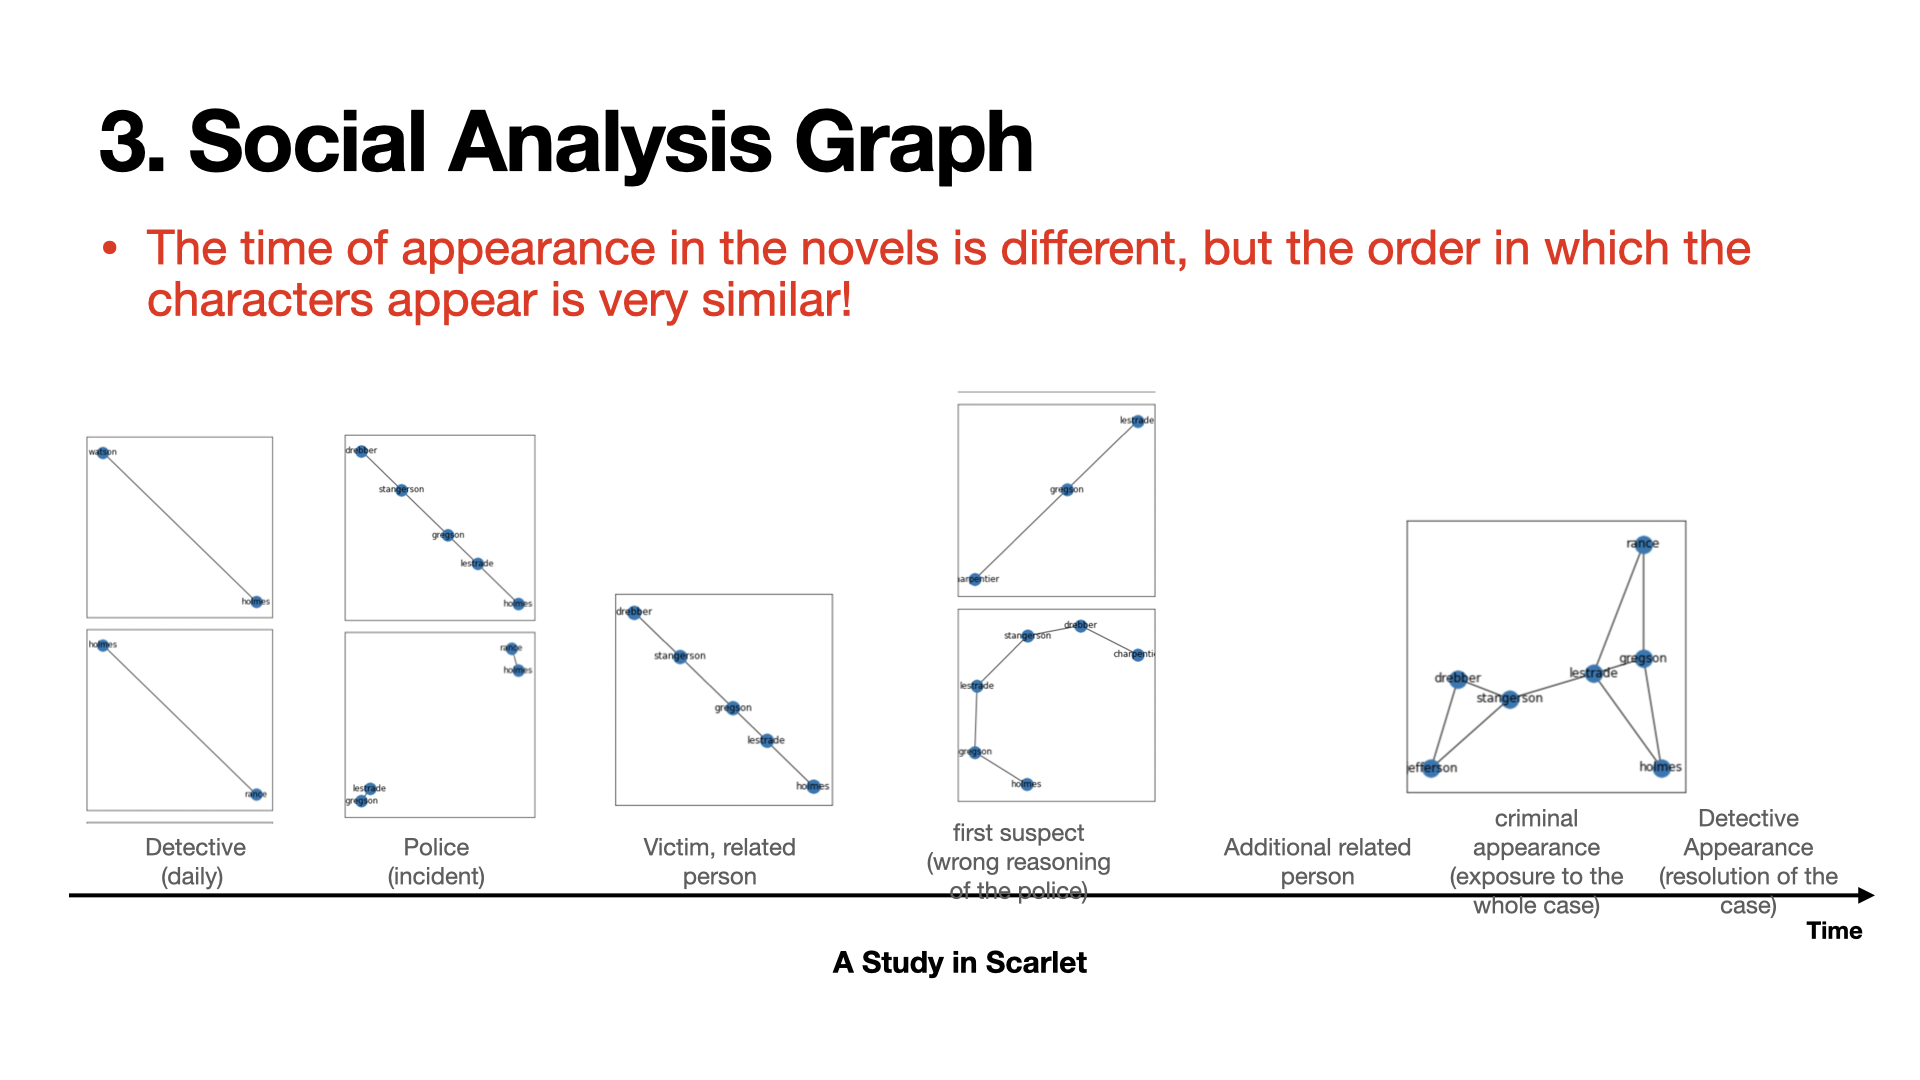 3. Social Analysis Graph
• The time of appearance in the novels is different, but the order in which the
characters appear is very similar!
watson
holmes
holmes
rance
drebber
stangerson
gregson
lestrade
holmes
rance
holmes
lestrade
gregson
drebber
stangerson
gregson
lestrade
holmes
lestrade
gregson
arpentier
drebber
stangerson
charpenti
lestrade
gregson
holmes
rance
gregson
lestrade
drebber
stangerson
efferson
holmes
Detective
(daily)
Police
(incident)
Victim, related
person
first suspect
(wrong reasoning
of the police)
Additional related
person
criminal
appearance
(exposure to the
whole case)
Detective
Appearance
(resolution of the
case)
Time
A Study in Scarlet